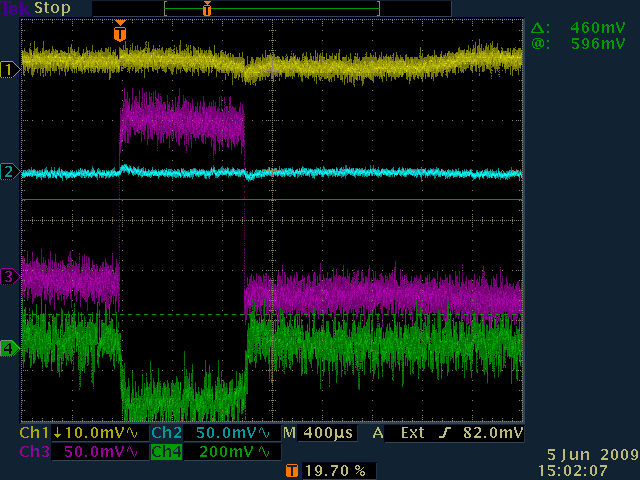 Tek Stop
T
T
Δ: 460mV
@: 596mV
1
2
3
4
Ch1 ↓10.0mV∿ Ch2 50.0mV∿ M 400µs A Ext ƒ 82.0mV
Ch3 50.0mV∿ Ch4 200mV∿
5 Jun 2009
T 19.70 % 15:02:07